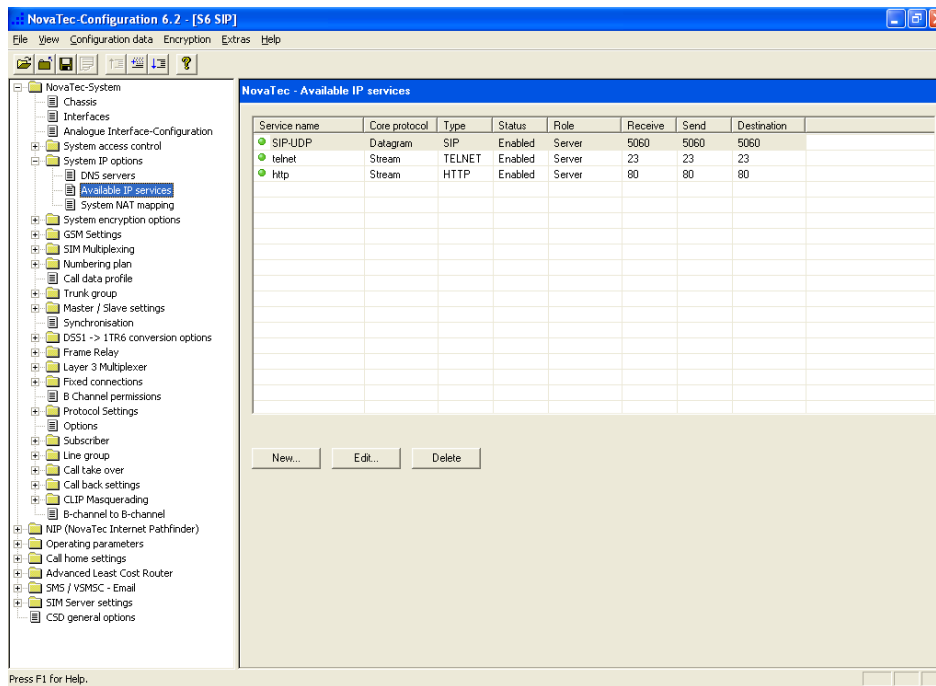 NovaTec-Configuration 6.2 - [S6 SIP]
File View Configuration data Encryption Extras Help
NovaTec-System
Chassis
Interfaces
Analogue Interface-Configuration
System access control
System IP options
DNS servers
Available IP services
System NAT mapping
System encryption options
GSM Settings
SIM Multiplexing
Numbering plan
Call data profile
Trunk group
Master / Slave settings
Synchronisation
DSS1 -> 1TR6 conversion options
Frame Relay
Layer 3 Multiplexer
Fixed connections
B Channel permissions
Protocol Settings
Options
Subscriber
Line group
Call take over
Call back settings
CLIP Masquerading
B-channel to B-channel
NIP (NovaTec Internet Pathfinder)
Operating parameters
Call home settings
Advanced Least Cost Router
SMS / VSMSC - Email
SIM Server settings
CSD general options
NovaTec - Available IP services
Service name Core protocol Type Status Role Receive Send Destination
SIP-UDP Datagram SIP Enabled Server 5060 5060 5060
telnet Stream TELNET Enabled Server 23 23 23
http Stream HTTP Enabled Server 80 80 80
New... Edit... Delete
Press F1 for Help.